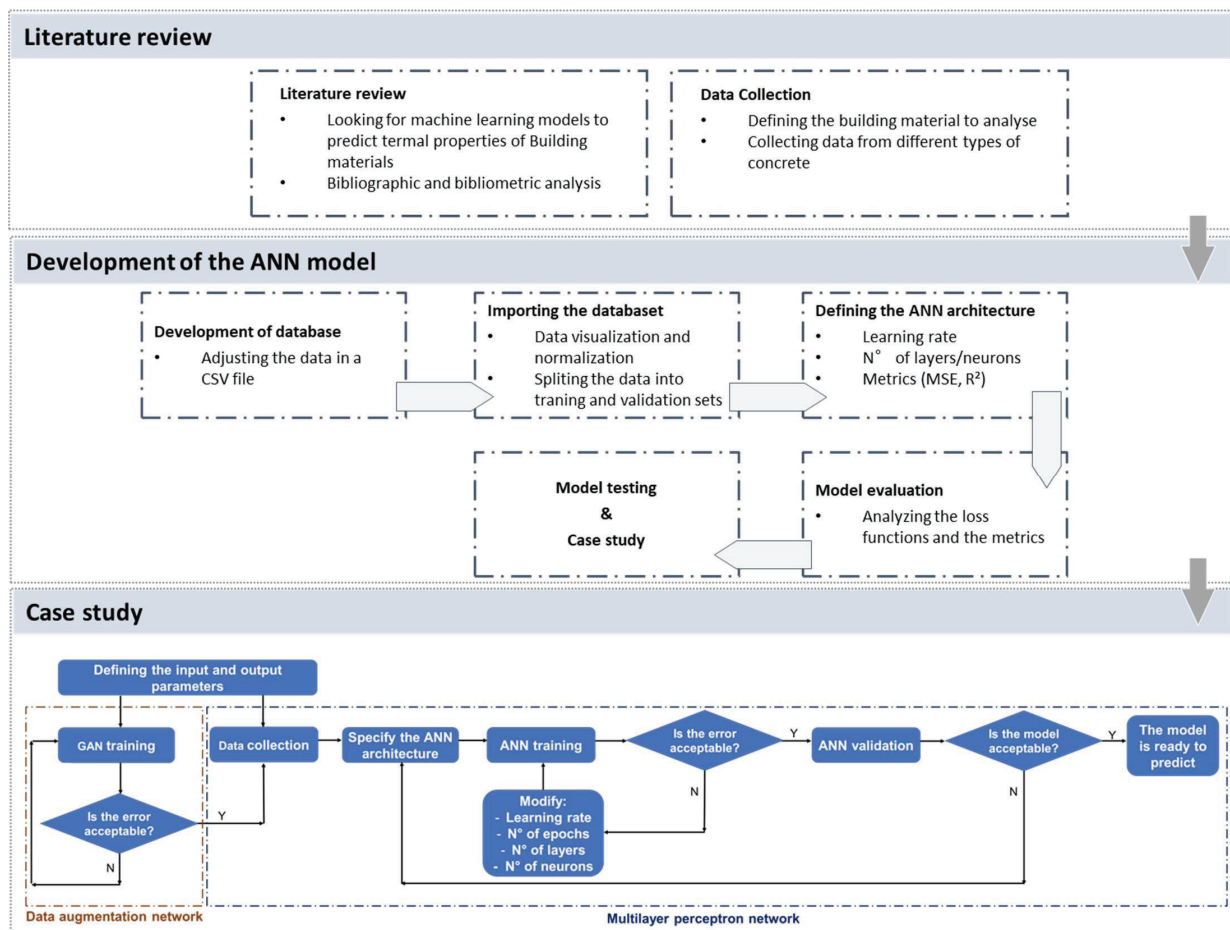 Literature review
Literature review
• Looking for machine learning models to
predict termal properties of Building
materials
• Bibliographic and bibliometric analysis
Data Collection
• Defining the building material to analyse
• Collecting data from different types of
concrete
Development of the ANN model
Development of database
• Adjusting the data in a
CSV file
Importing the databaset
• Data visualization and
normalization
• Spliting the data into
traning and validation sets
Defining the ANN architecture
• Learning rate
• N° of layers/neurons
• Metrics (MSE, R²)
Model testing
&
Case study
Model evaluation
• Analyzing the loss
functions and the metrics
Case study
Defining the input and output
parameters
GAN training
Is the error
acceptable?
Y
N
Data augmentation network
Data collection
Specify the ANN
architecture
ANN training
Is the error
acceptable?
Y
N
Modify:
- Learning rate
- N° of epochs
- N° of layers
- N° of neurons
ANN validation
Is the model
acceptable?
Y
N
The model
is ready to
predict
Multilayer perceptron network